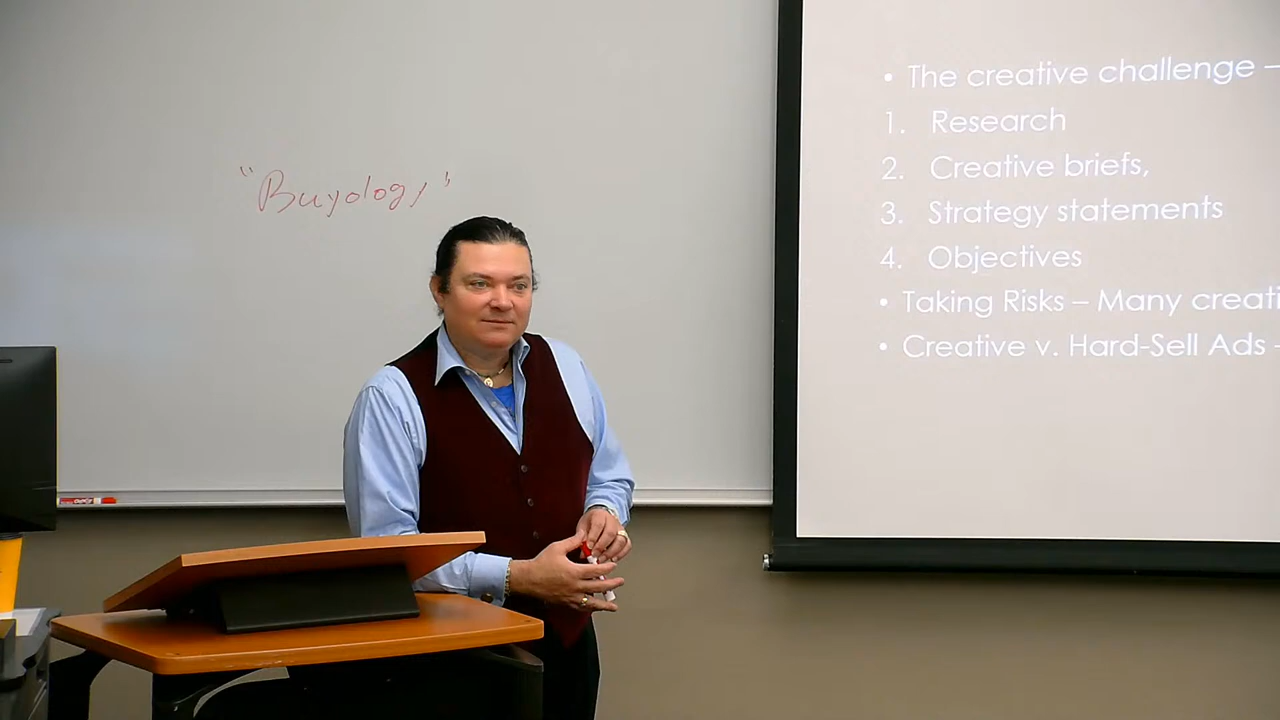 "Buyology"
• The creative challenge –
1. Research
2. Creative briefs,
3. Strategy statements
4. Objectives
• Taking Risks – Many creati
• Creative v. Hard-Sell Ads -